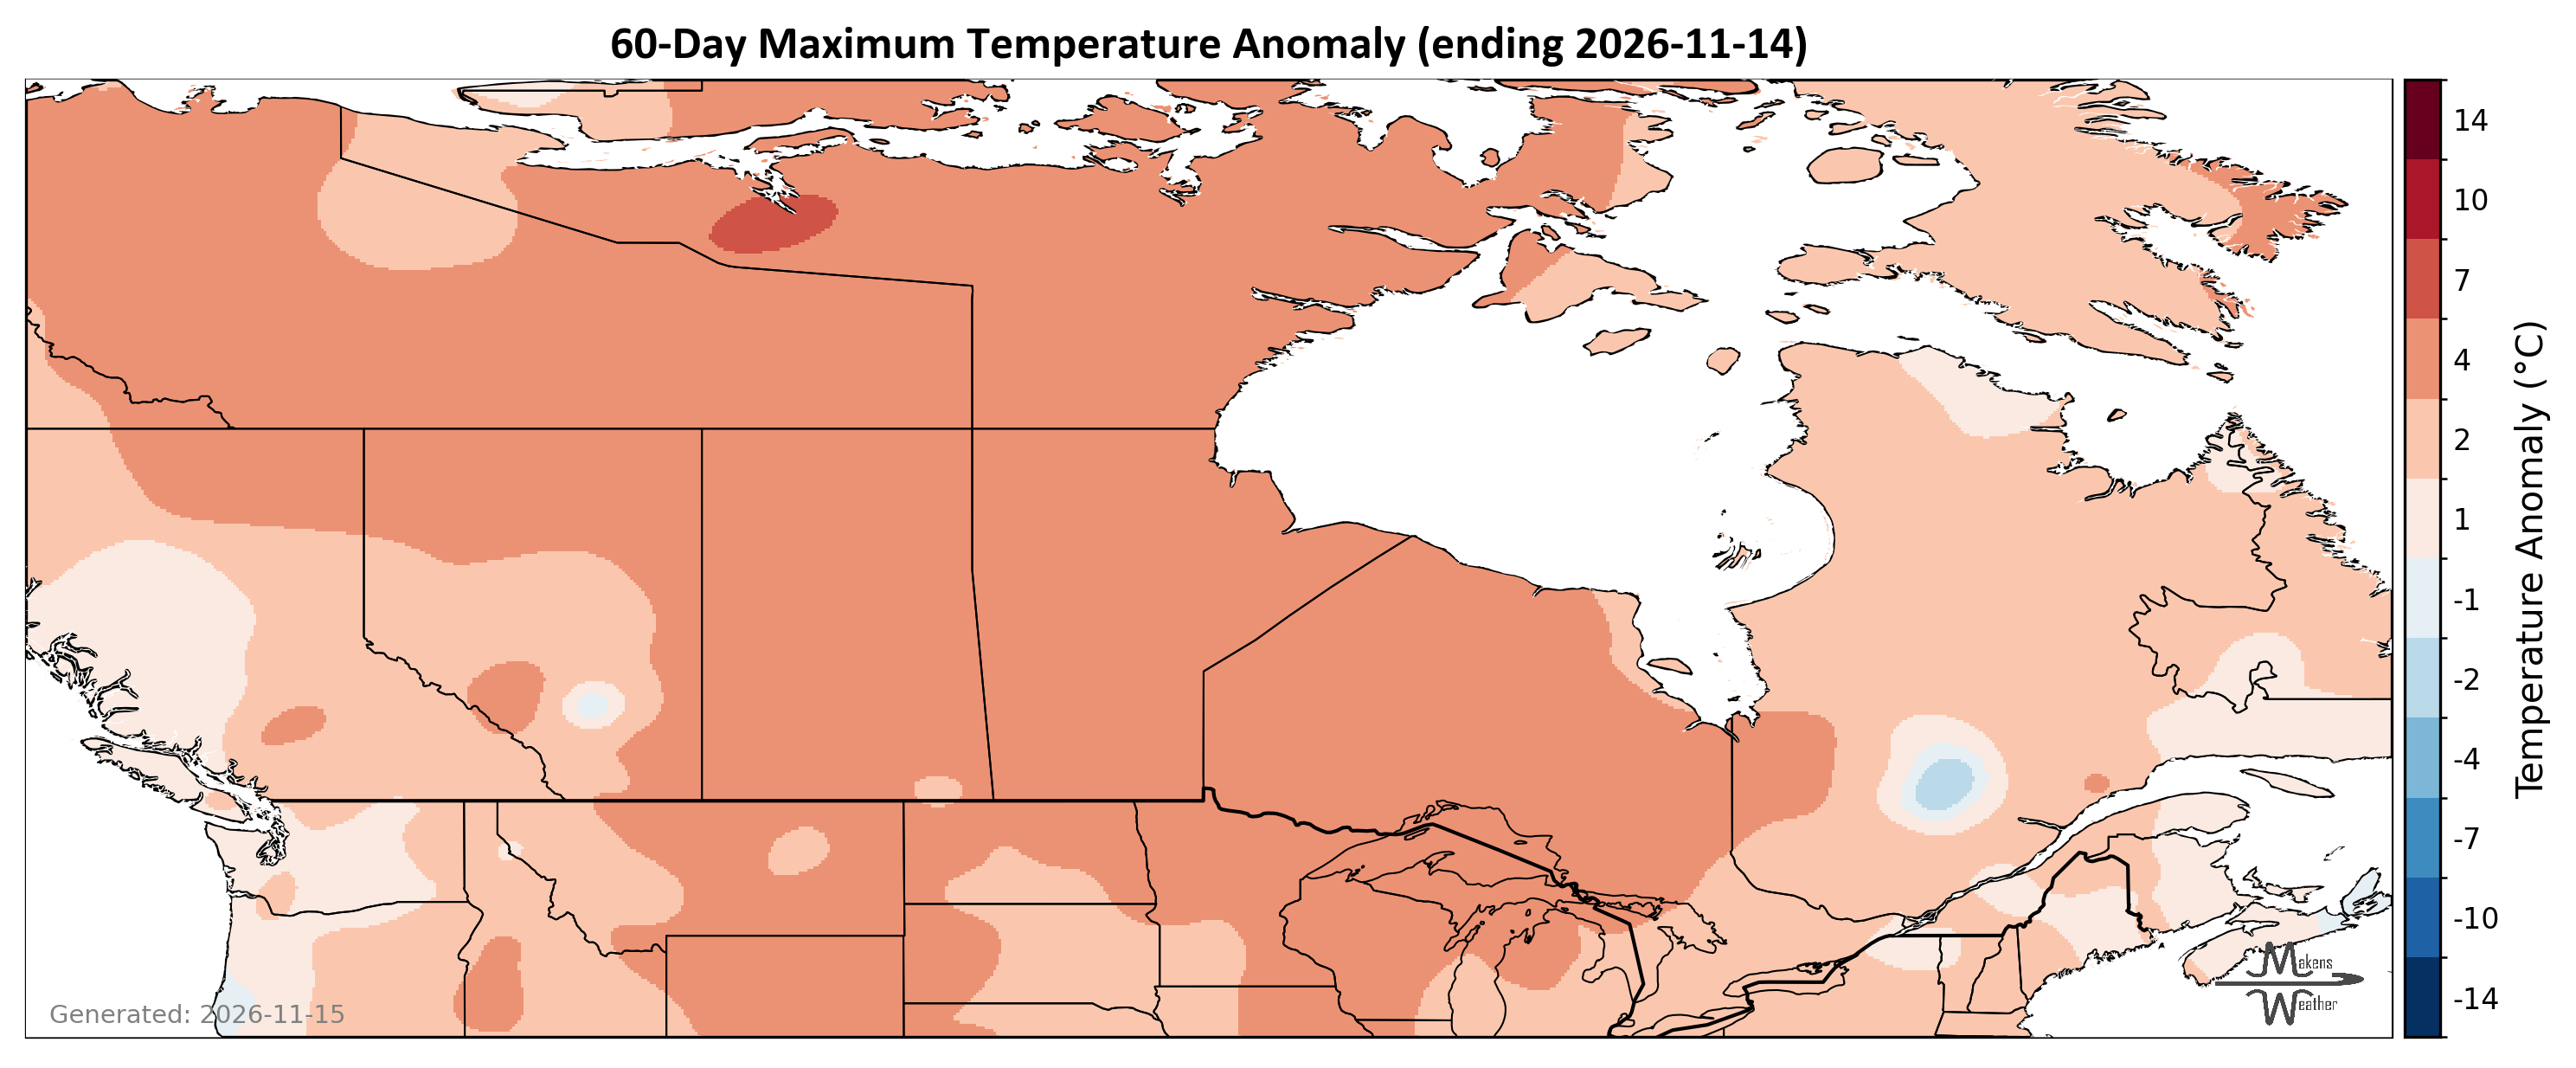 60-Day Maximum Temperature Anomaly (ending 2026-11-14)
14
10
7
4
2
1
-1
-2
-4
-7
-10
-14
Temperature Anomaly (°C)
Generated: 2026-11-15
Makens
Weather